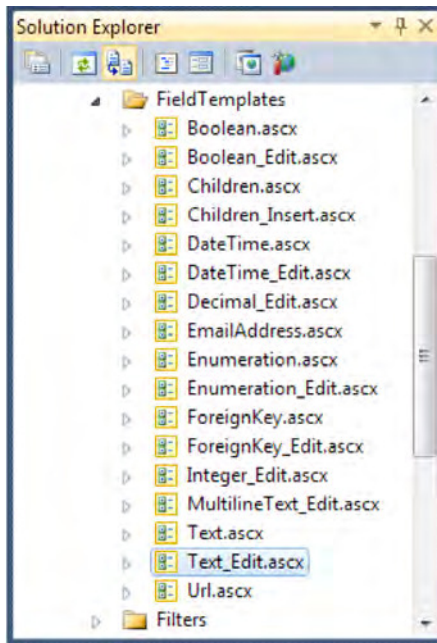 Solution Explorer
FieldTemplates
Boolean.ascx
Boolean_Edit.ascx
Children.ascx
Children_Insert.ascx
DateTime.ascx
DateTime_Edit.ascx
Decimal_Edit.ascx
EmailAddress.ascx
Enumeration.ascx
Enumeration_Edit.ascx
ForeignKey.ascx
ForeignKey_Edit.ascx
Integer_Edit.ascx
MultilineText_Edit.ascx
Text.ascx
Text_Edit.ascx
Url.ascx
Filters